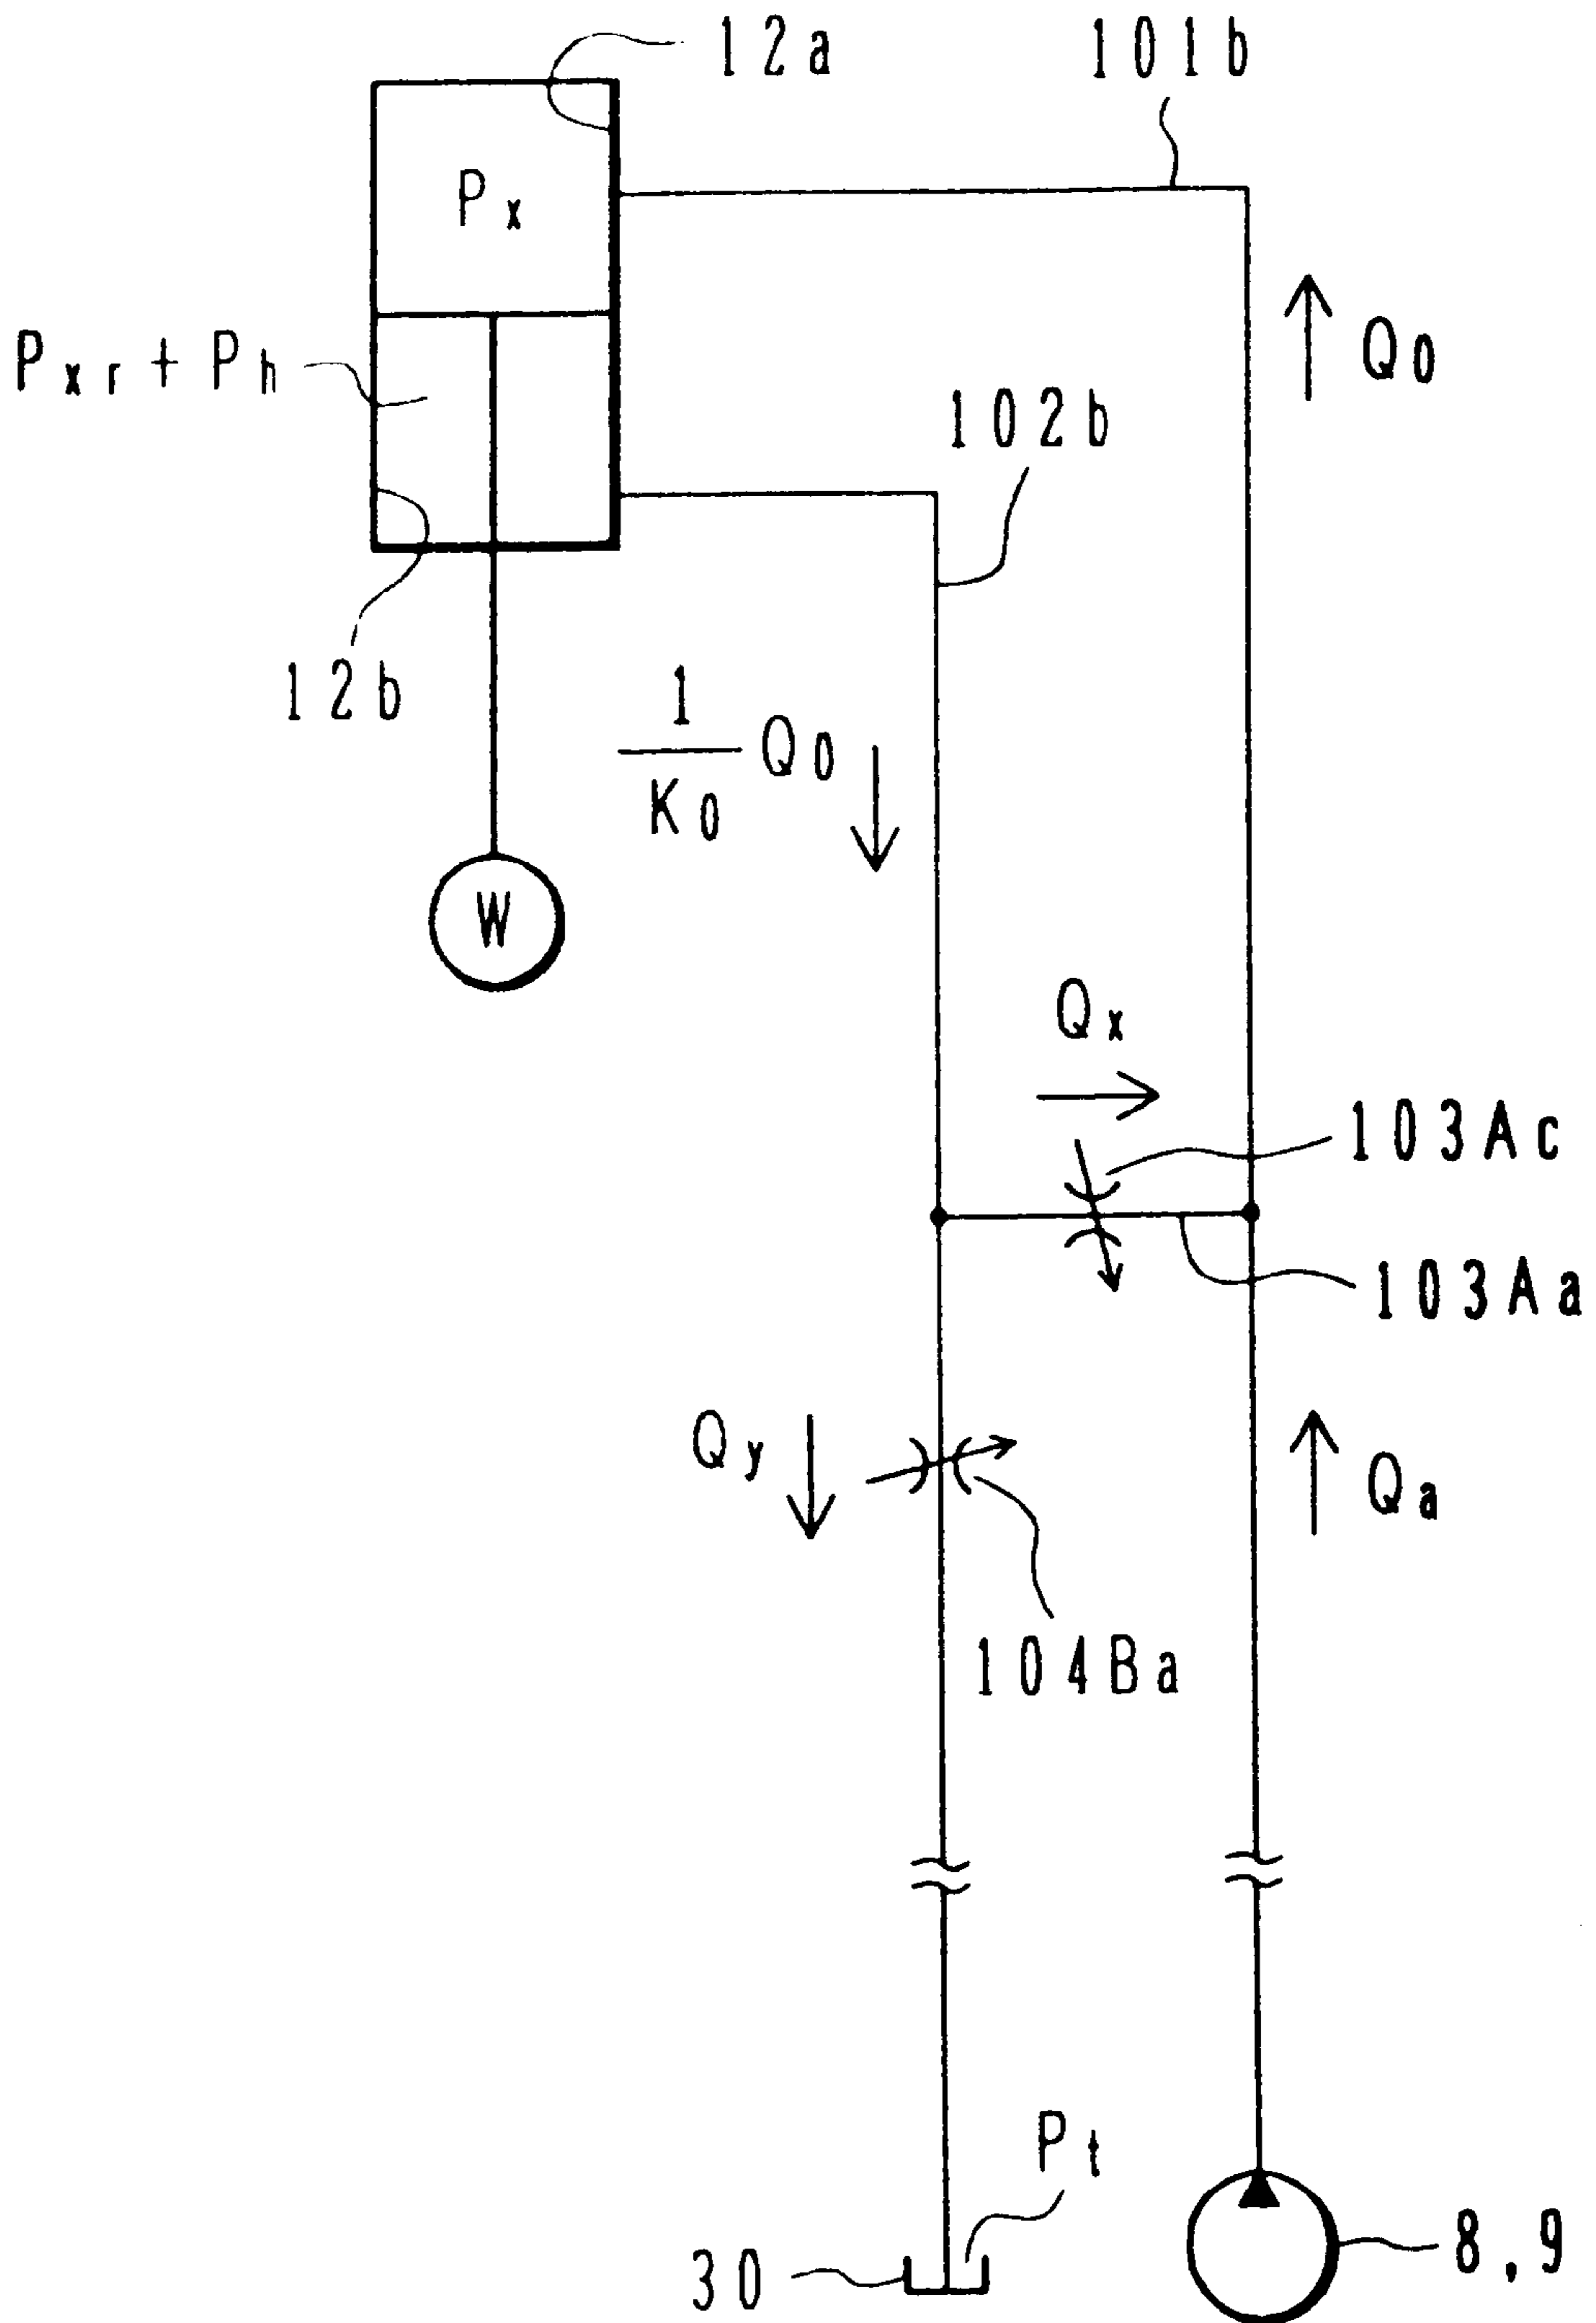 12a
101b
Px
Q0
Pxr + Ph
102b
12b
1
K0
Q0
W
Qx
103Ac
103Aa
Qy
Qa
104Ba
Pt
30
8,9